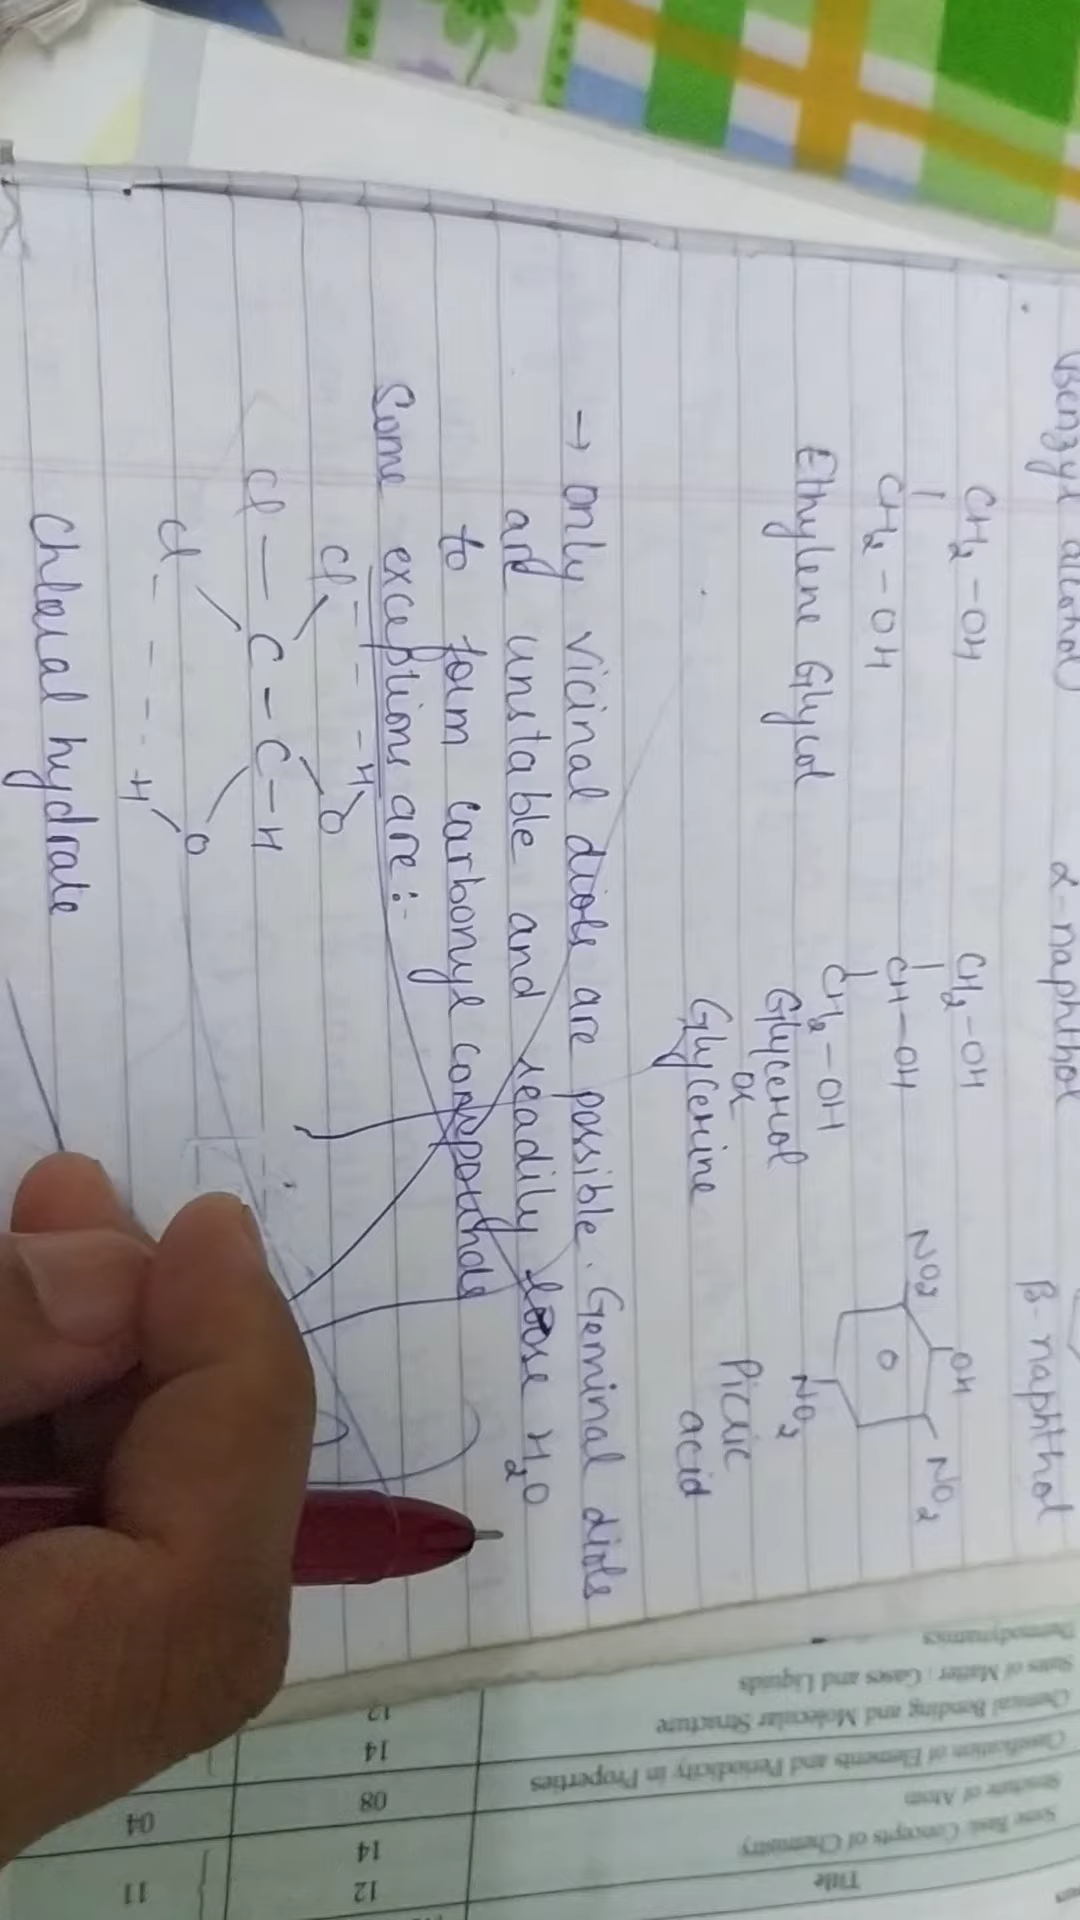 Benzyl alcohol α-naphthol β-naphthol
CH2-OH
CH2-OH
Ethylene Glycol
CH2-OH
CH-OH
CH2-OH
Glycerol
or
Glycerine
OH
NO2
NO2
NO2
Picric
acid
→ Only vicinal diols are possible. Geminal diols
are unstable and readily loose H2O
to form carbonyl compounds
Some exceptions are:-
Cl - - - H
O
Cl - C - C - H
O
Cl - - - - H
Chloral hydrate
Title
Some Basic Concepts of Chemistry
Structure of Atom
Classification of Elements and Periodicity in Properties
Chemical Bonding and Molecular Structure
States of Matter : Gases and Liquids
Thermodynamics
12
14
08
14
12
11
04